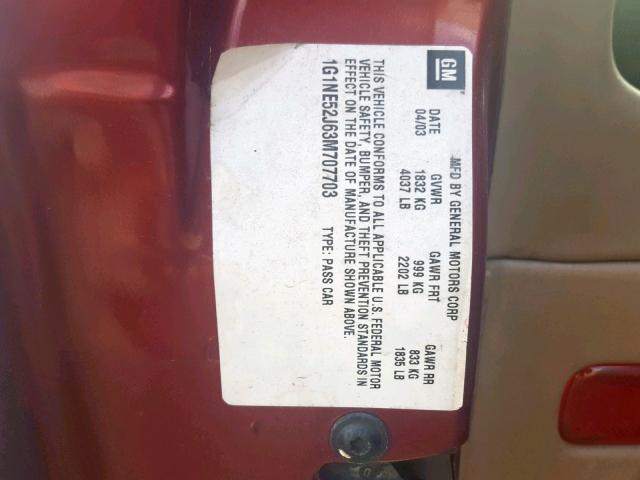 GM
MFD BY GENERAL MOTORS CORP
DATE GVWR GAWR FRT GAWR RR
04/03 1832 KG 999 KG 833 KG
4037 LB 2202 LB 1835 LB
THIS VEHICLE CONFORMS TO ALL APPLICABLE U.S. FEDERAL MOTOR
VEHICLE SAFETY, BUMPER, AND THEFT PREVENTION STANDARDS IN
EFFECT ON THE DATE OF MANUFACTURE SHOWN ABOVE.
1G1NE52J63M707703 TYPE: PASS CAR